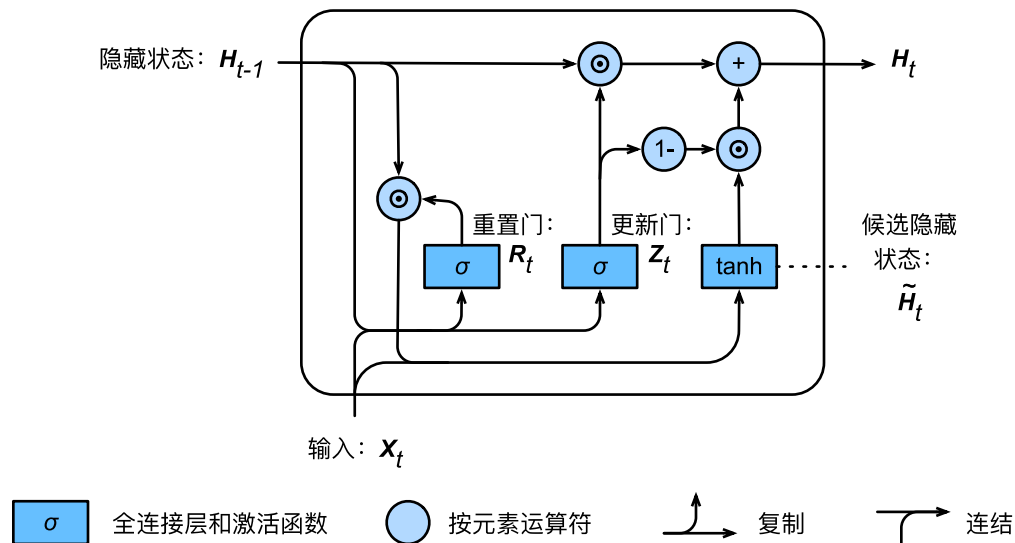 隐藏状态：H_{t-1}
+
H_t
1-
重置门：
R_t
更新门：
Z_t
候选隐藏
状态：
H̃_t
σ
σ
tanh
输入：X_t
σ 全连接层和激活函数
按元素运算符
复制
连结